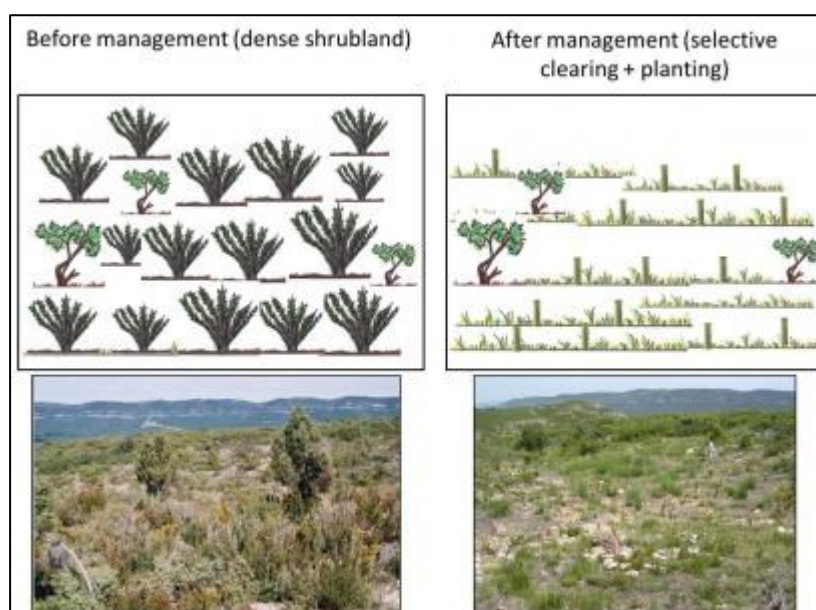 Before management (dense shrubland)
After management (selective
clearing + planting)